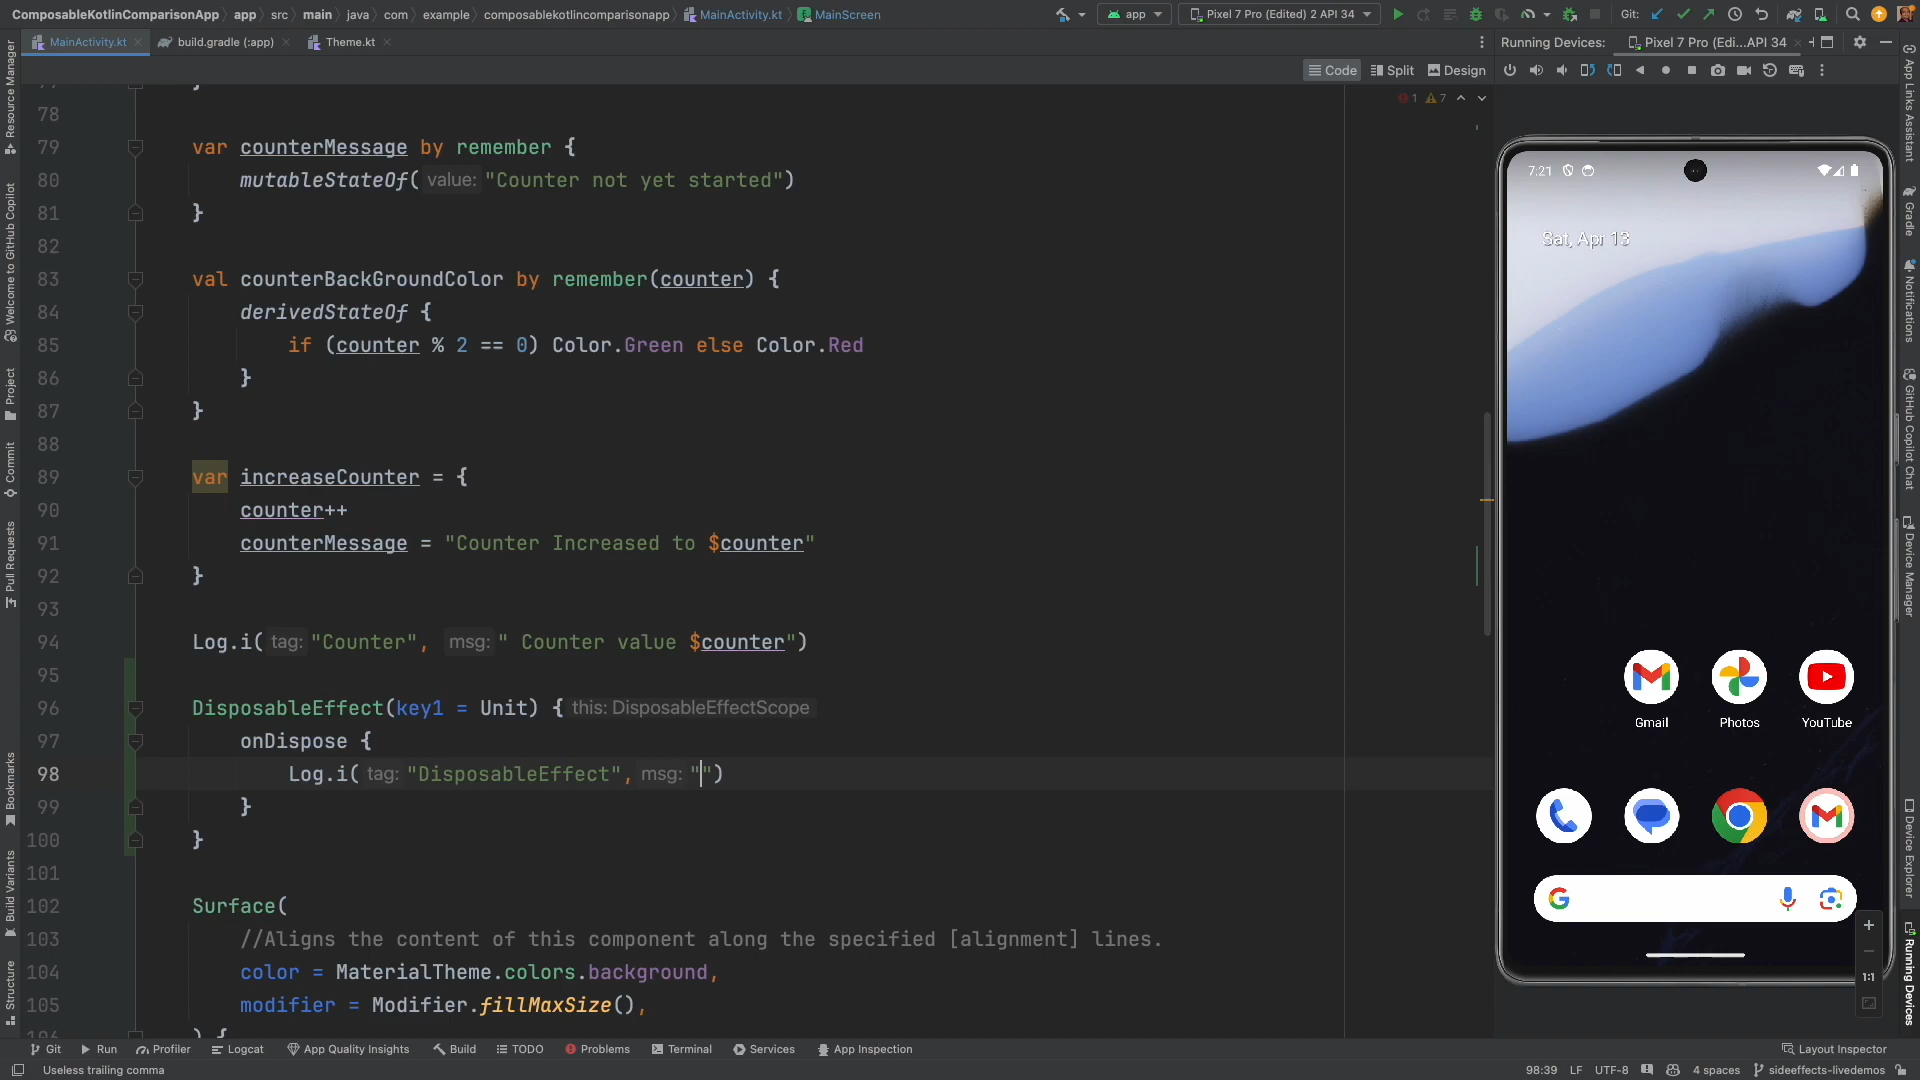 ComposableKotlinComparisonApp › app › src › main › java › com › example › composablekotlincomparisonapp › MainActivity.kt › MainScreen
app
Pixel 7 Pro (Edited) 2 API 34
Git:
MainActivity.kt
build.gradle (:app)
Theme.kt
Running Devices:
Pixel 7 Pro (Edi...API 34
Code
Split
Design
1 7
78
79 var counterMessage by remember {
80 mutableStateOf( value: "Counter not yet started")
81 }
82
83 val counterBackGroundColor by remember(counter) {
84 derivedStateOf {
85 if (counter % 2 == 0) Color.Green else Color.Red
86 }
87 }
88
89 var increaseCounter = {
90 counter++
91 counterMessage = "Counter Increased to $counter"
92 }
93
94 Log.i( tag: "Counter", msg: " Counter value $counter")
95
96 DisposableEffect(key1 = Unit) { this: DisposableEffectScope
97 onDispose {
98 Log.i( tag: "DisposableEffect", msg: "")
99 }
100 }
101
102 Surface(
103 //Aligns the content of this component along the specified [alignment] lines.
104 color = MaterialTheme.colors.background,
105 modifier = Modifier.fillMaxSize(),
106 ) {
Resource Manager
Welcome to GitHub Copilot
Project
Commit
Pull Requests
Bookmarks
Build Variants
Structure
7:21
Sat, Apr 13
Gmail
Photos
YouTube
1:1
App Links Assistant
Gradle
Notifications
GitHub Copilot Chat
Device Manager
Device Explorer
Running Devices
Git
Run
Profiler
Logcat
App Quality Insights
Build
TODO
Problems
Terminal
Services
App Inspection
Layout Inspector
Useless trailing comma
98:39
LF
UTF-8
4 spaces
sideeffects-livedemos